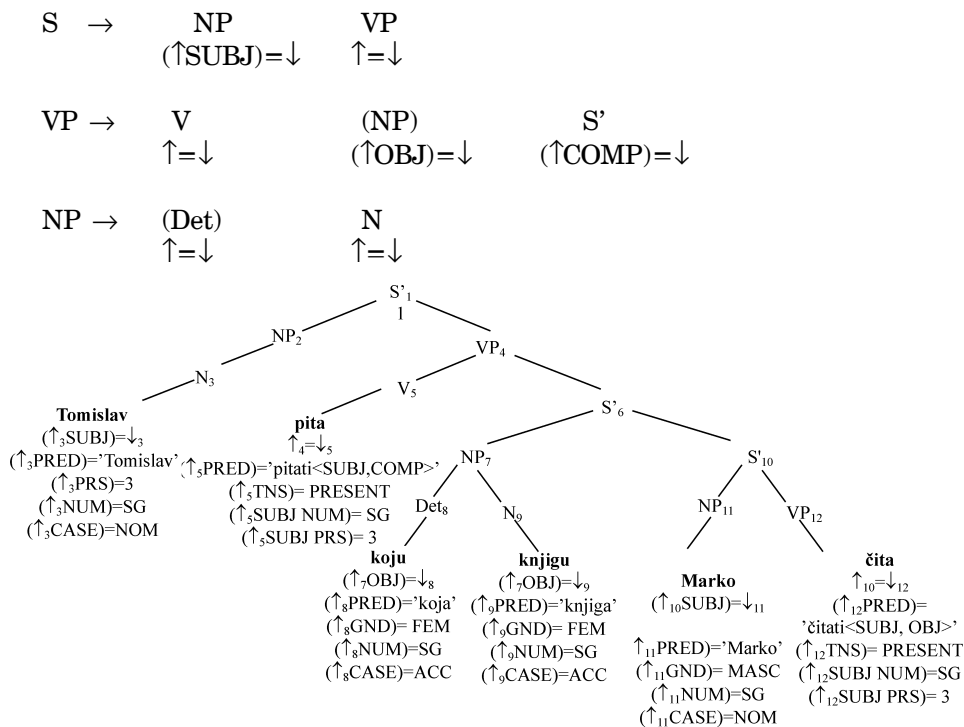 S → NP VP
(↑SUBJ)=↓ ↑=↓
VP → V (NP) S’
↑=↓ (↑OBJ)=↓ (↑COMP)=↓
NP → (Det) N
↑=↓ ↑=↓
S’₁
1
NP₂
VP₄
N₃
V₅
S’₆
Tomislav
(↑₃SUBJ)=↓₃
(↑₃PRED)=’Tomislav’
(↑₃PRS)=3
(↑₃NUM)=SG
(↑₃CASE)=NOM
pita
↑₄=↓₅
(↑₅PRED)=’pitati<SUBJ,COMP>’
(↑₅TNS)= PRESENT
(↑₅SUBJ NUM)= SG
(↑₅SUBJ PRS)= 3
NP₇
S'₁₀
Det₈
N₉
NP₁₁
VP₁₂
koju
(↑₇OBJ)=↓₈
(↑₈PRED)=’koja’
(↑₈GND)= FEM
(↑₈NUM)=SG
(↑₈CASE)=ACC
knjigu
(↑₇OBJ)=↓₉
(↑₉PRED)=’knjiga’
(↑₉GND)= FEM
(↑₉NUM)=SG
(↑₉CASE)=ACC
Marko
(↑₁₀SUBJ)=↓₁₁
↑₁₁PRED)=’Marko’
(↑₁₁GND)= MASC
(↑₁₁NUM)=SG
(↑₁₁CASE)=NOM
čita
↑₁₀=↓₁₂
(↑₁₂PRED)=
’čitati<SUBJ, OBJ>’
(↑₁₂TNS)= PRESENT
(↑₁₂SUBJ NUM)=SG
(↑₁₂SUBJ PRS)= 3